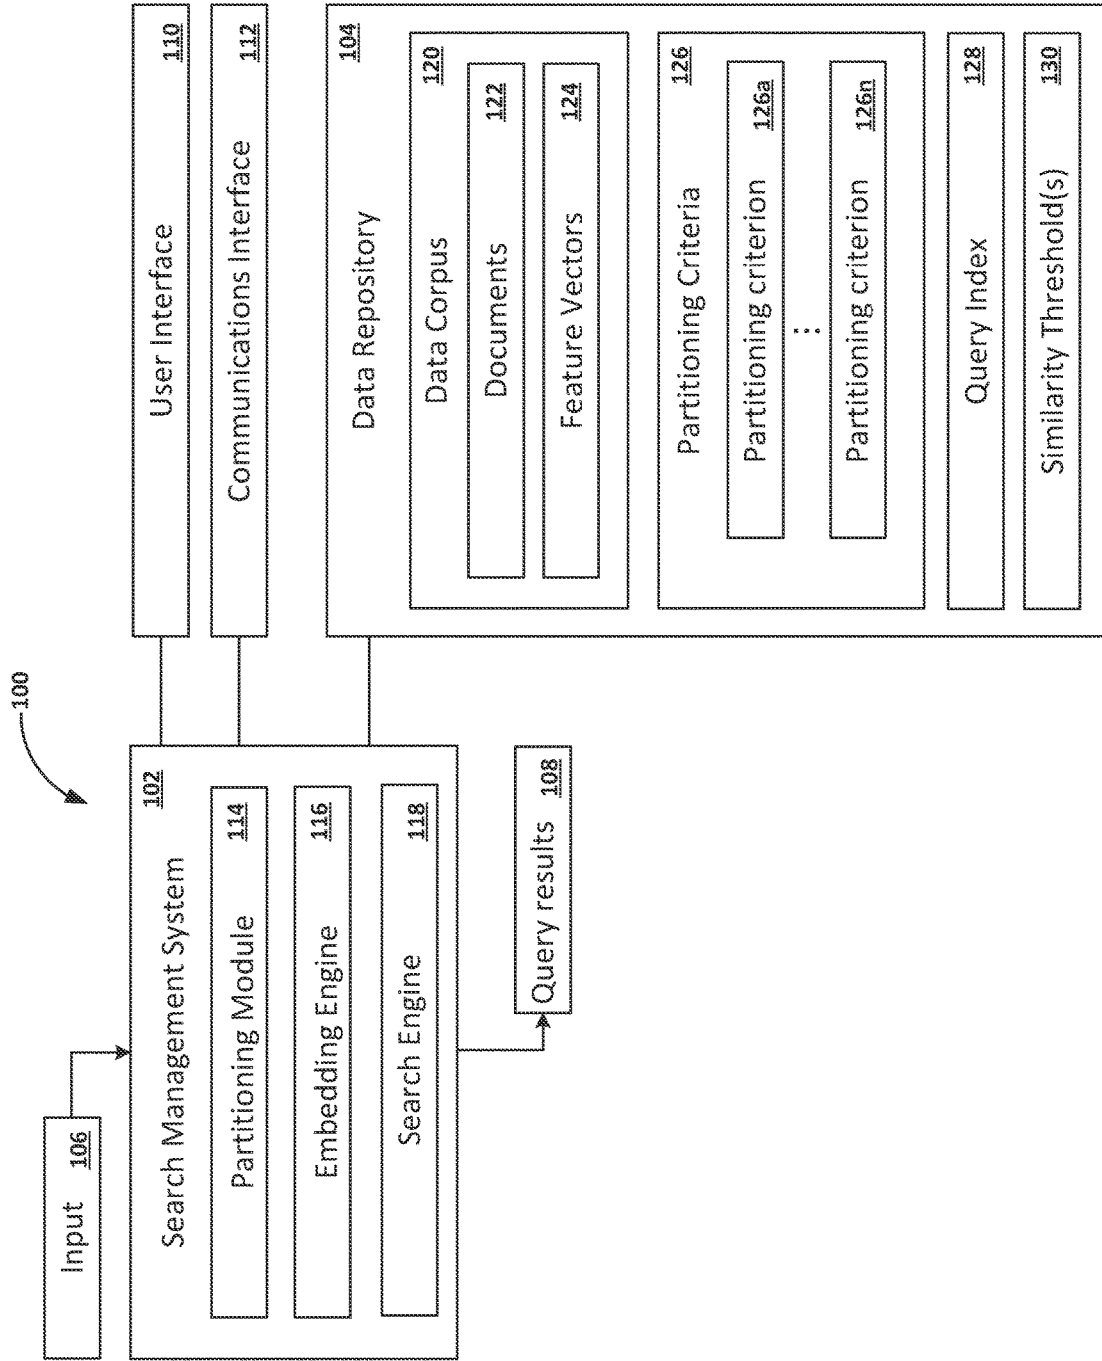 100
Input 106
Search Management System 102
Partitioning Module 114
Embedding Engine 116
Search Engine 118
Query results 108
User Interface 110
Communications Interface 112
Data Repository 104
Data Corpus 120
Documents 122
Feature Vectors 124
Partitioning Criteria 126
Partitioning criterion 126a
...
Partitioning criterion 126n
Query Index 128
Similarity Threshold(s) 130